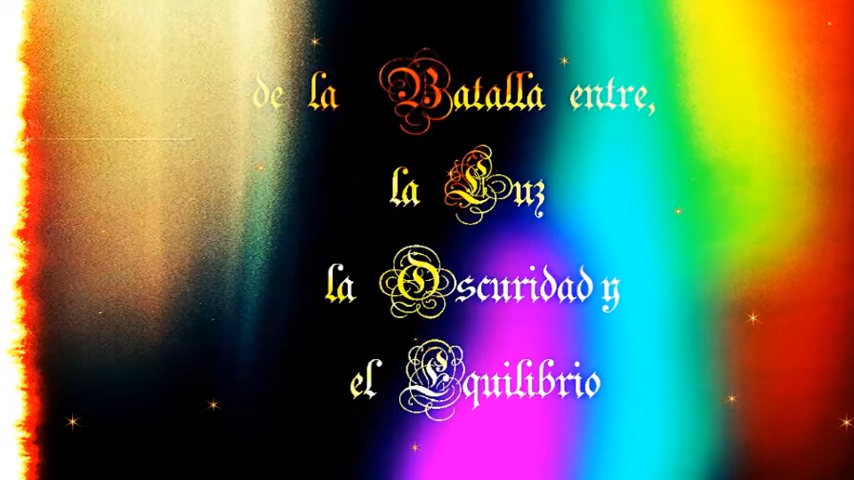 de la Batalla entre,
la Luz
la Oscuridad y
el Equilibrio